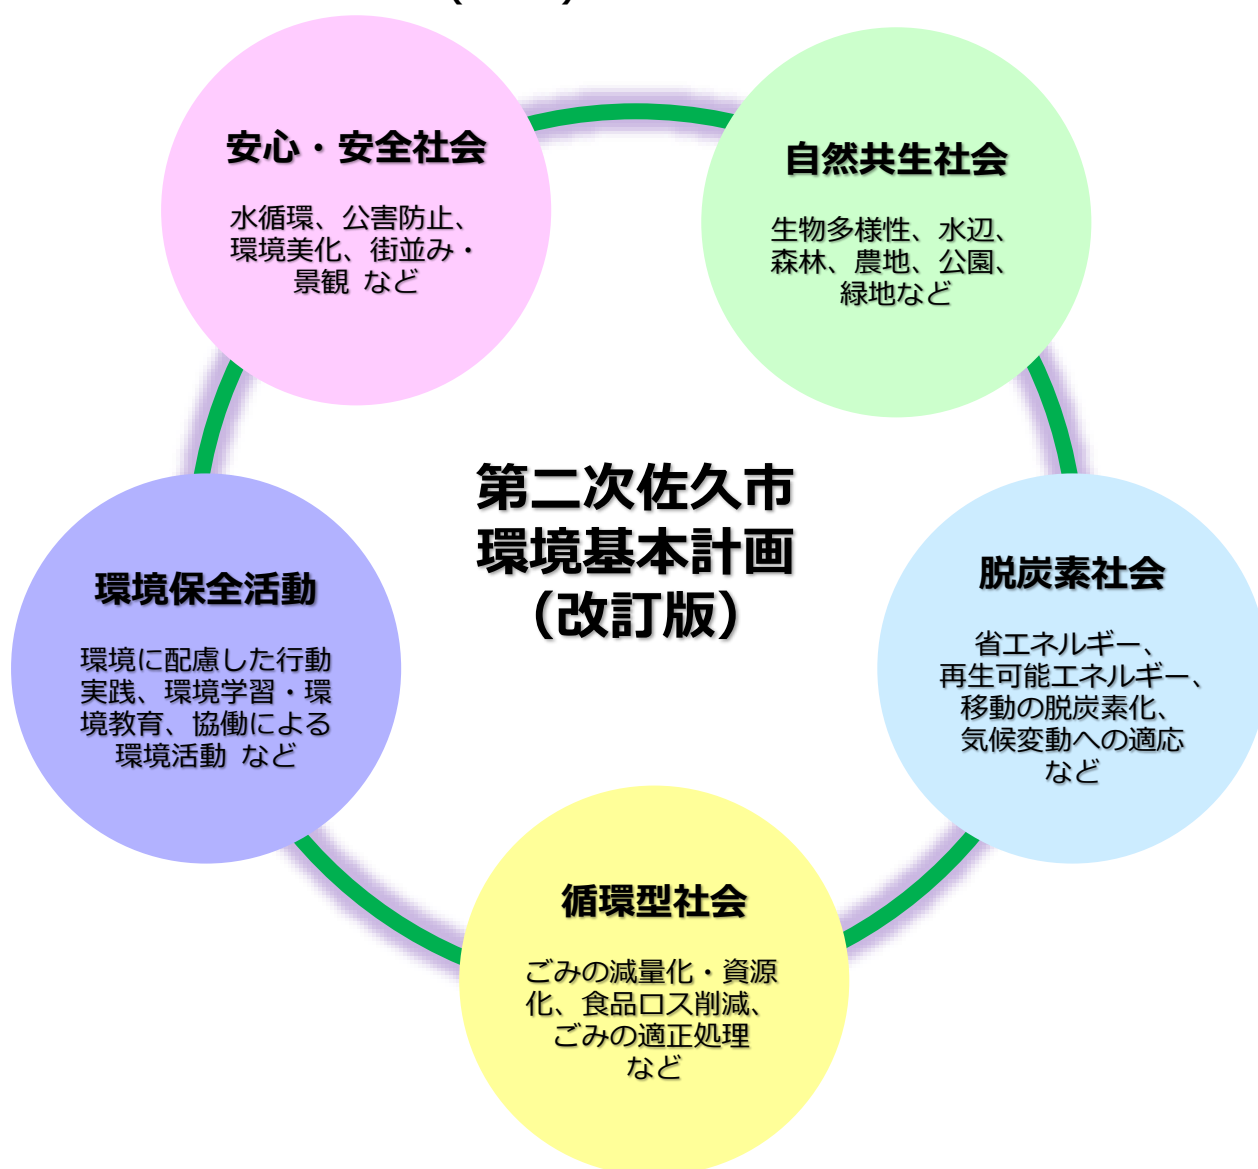 安心・安全社会
水循環、公害防止、
環境美化、街並み・
景観 など
自然共生社会
生物多様性、水辺、
森林、農地、公園、
緑地など
第二次佐久市
環境基本計画
（改訂版）
環境保全活動
環境に配慮した行動
実践、環境学習・環
境教育、協働による
環境活動 など
脱炭素社会
省エネルギー、
再生可能エネルギー、
移動の脱炭素化、
気候変動への適応
など
循環型社会
ごみの減量化・資源
化、食品ロス削減、
ごみの適正処理
など